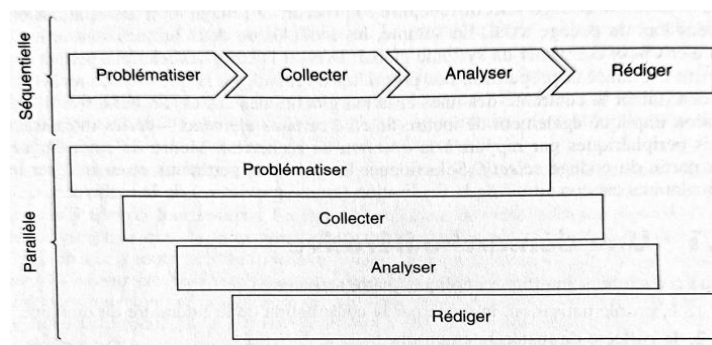 Séquentielle
Problématiser Collecter Analyser Rédiger
Parallèle
Problématiser
Collecter
Analyser
Rédiger